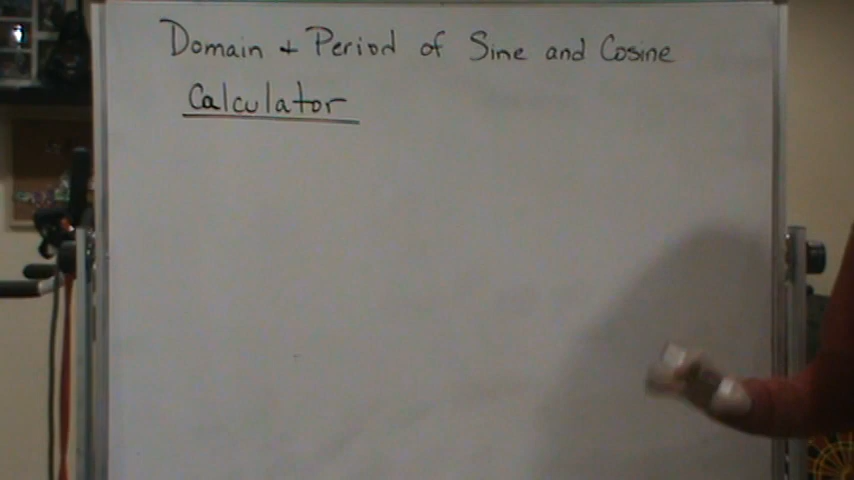 Domain + Period of Sine and Cosine
Calculator